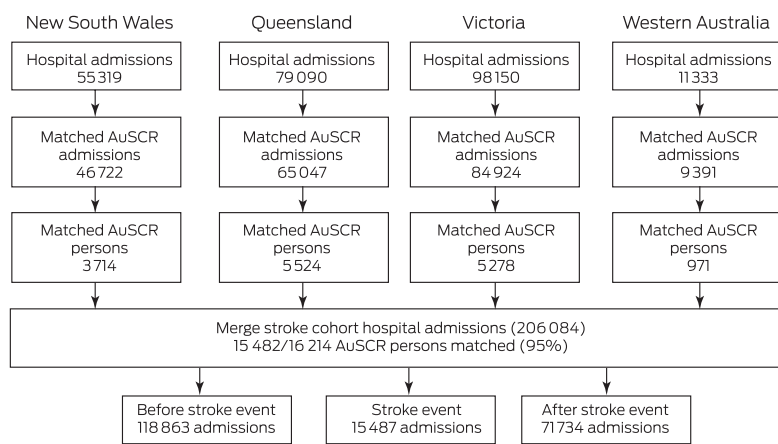 New South Wales
Queensland
Victoria
Western Australia
Hospital admissions
55 319
Hospital admissions
79 090
Hospital admissions
98 150
Hospital admissions
11 333
Matched AuSCR
admissions
46 722
Matched AuSCR
admissions
65 047
Matched AuSCR
admissions
84 924
Matched AuSCR
admissions
9 391
Matched AuSCR
persons
3 714
Matched AuSCR
persons
5 524
Matched AuSCR
persons
5 278
Matched AuSCR
persons
971
Merge stroke cohort hospital admissions (206 084)
15 482/16 214 AuSCR persons matched (95%)
Before stroke event
118 863 admissions
Stroke event
15 487 admissions
After stroke event
71 734 admissions